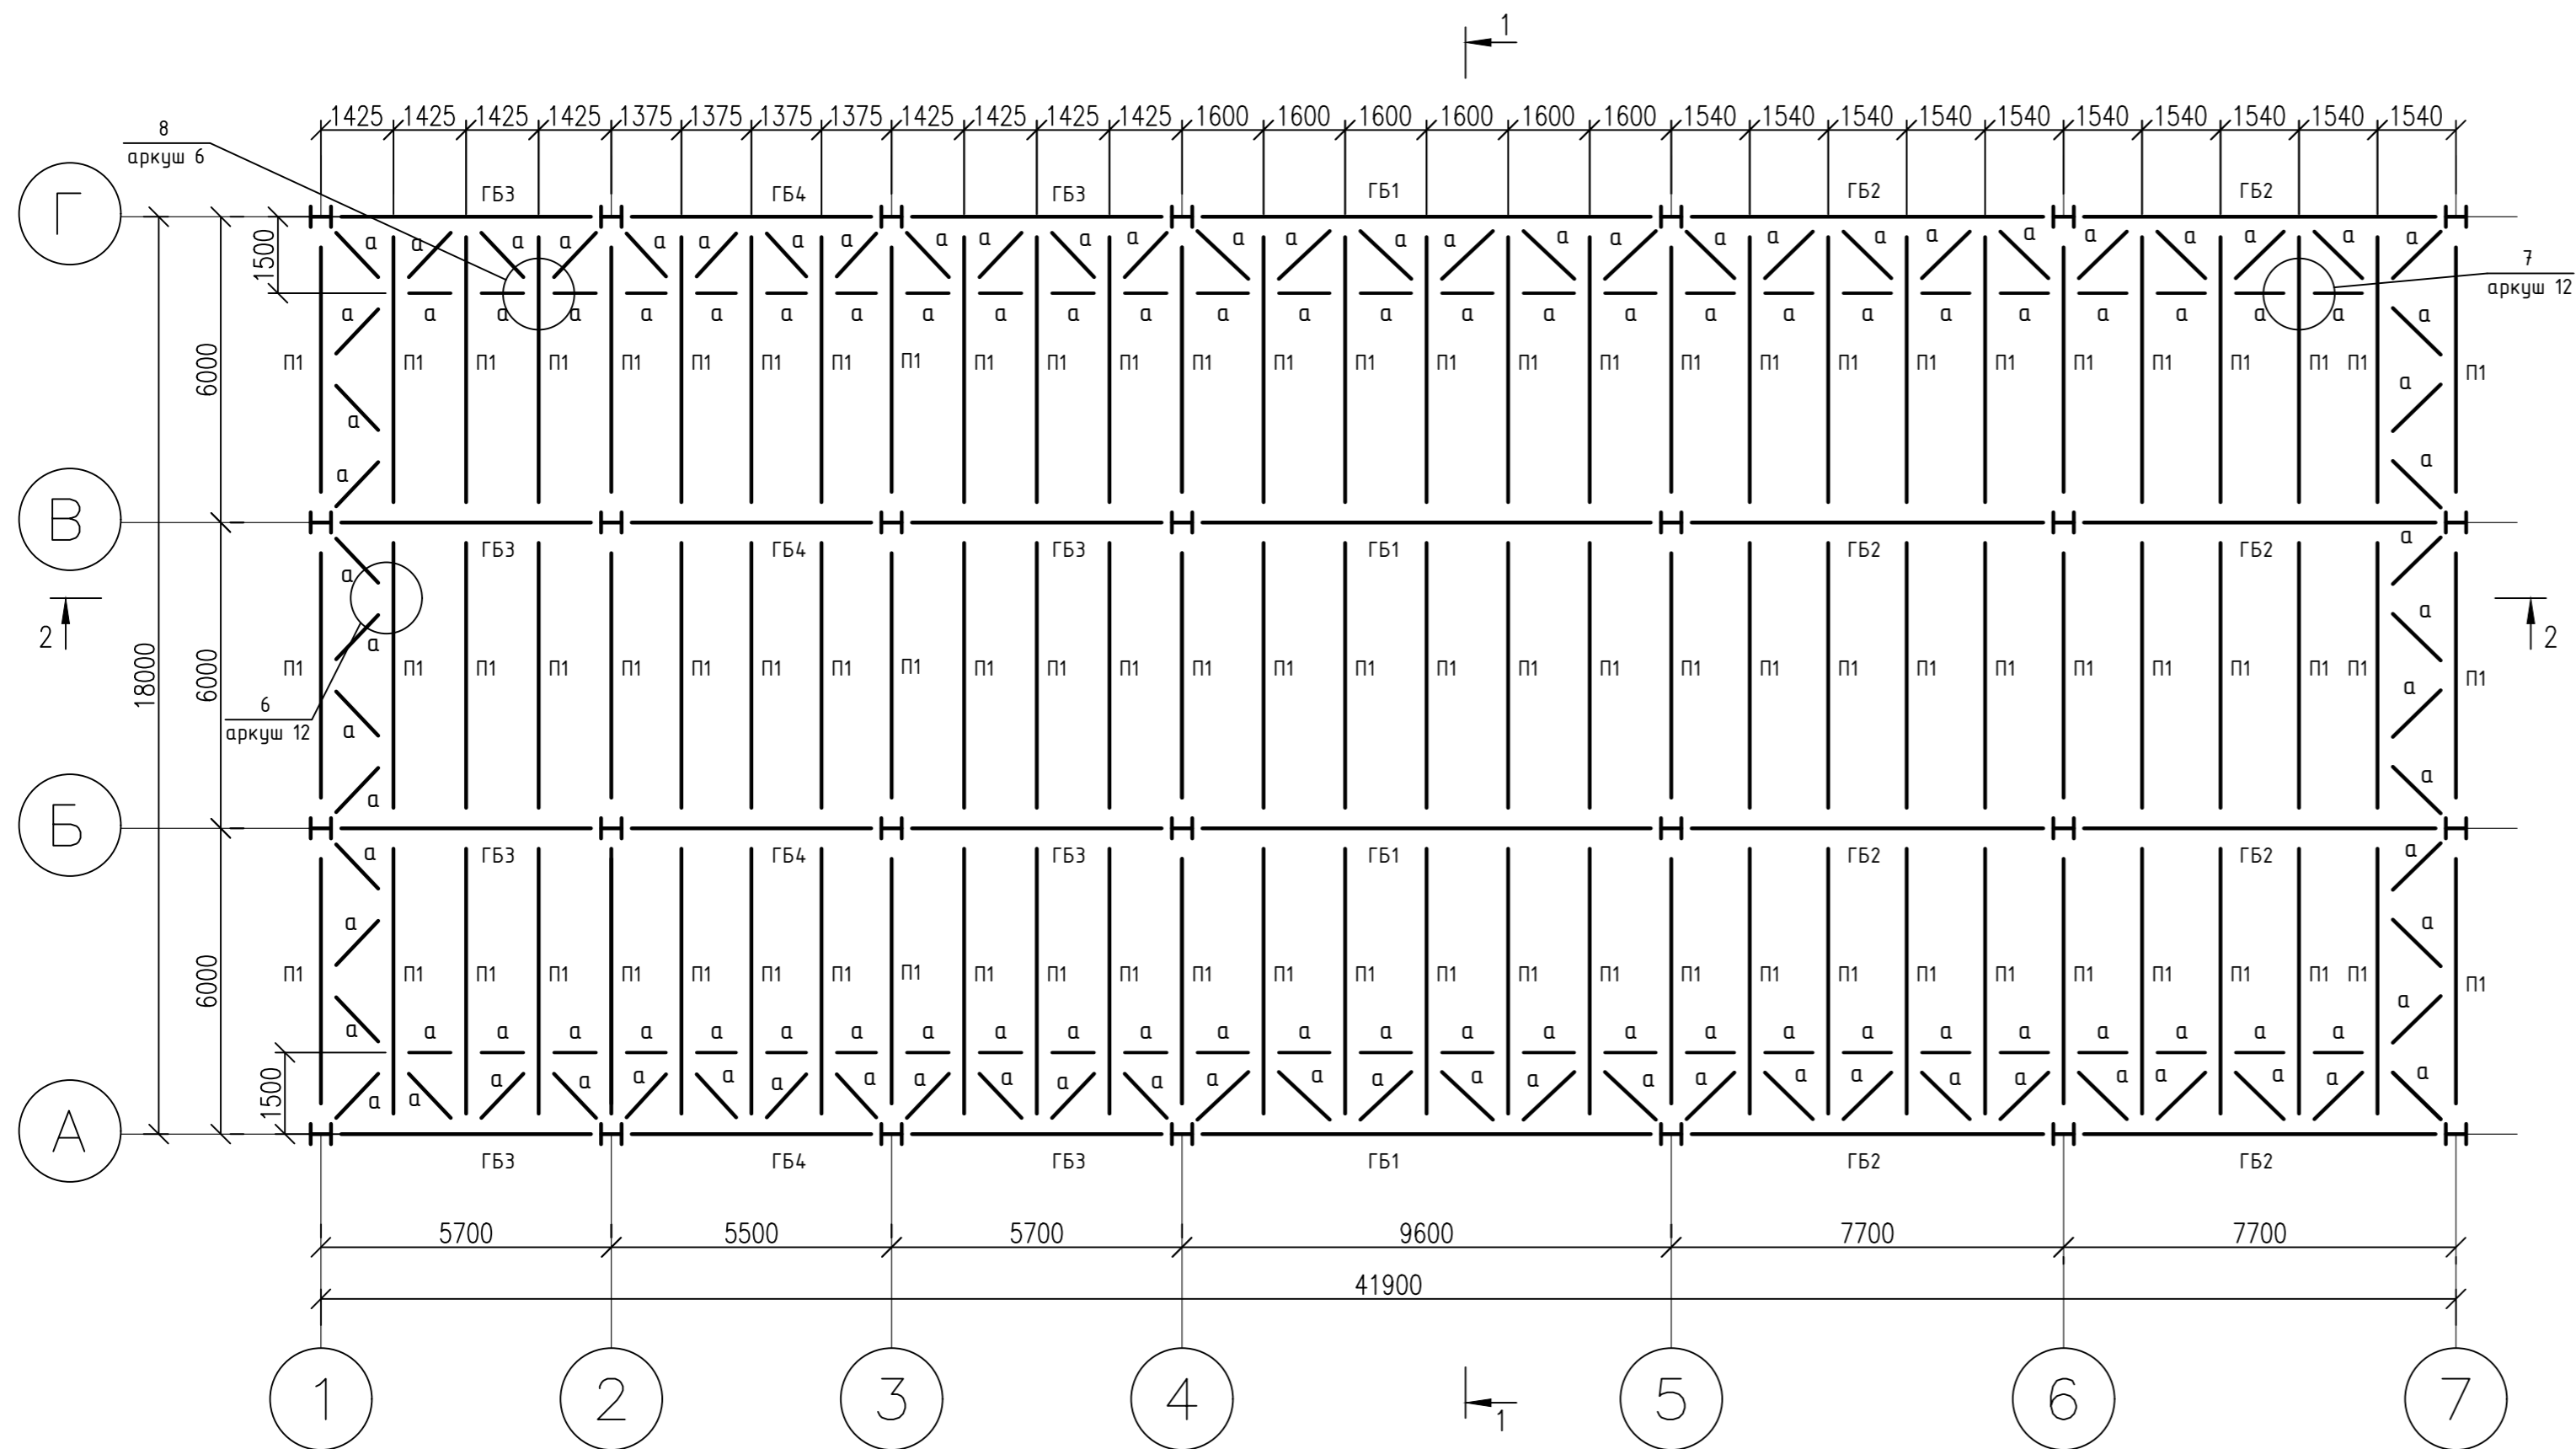 1
1425 1425 1425 1425 1375 1375 1375 1375 1425 1425 1425 1425 1600 1600 1600 1600 1600 1600 1540 1540 1540 1540 1540 1540 1540 1540 1540 1540
8
аркуш 6
Г
ГБ3 ГБ4 ГБ3 ГБ1 ГБ2 ГБ2
а а а а а а а а а а а а а а а а а а а а а а а а а а а а
1500
7
аркуш 12
а а а а а а а а а а а а а а а а а а а а а а а а а а а а
6000
П1 П1 П1 П1 П1 П1 П1 П1 П1 П1 П1 П1 П1 П1 П1 П1 П1 П1 П1 П1 П1 П1 П1 П1 П1 П1 П1 П1 П1
а а
а а
В
ГБ3 ГБ4 ГБ3 ГБ1 ГБ2 ГБ2
а а
2 2
а а
18000
6000
П1 П1 П1 П1 П1 П1 П1 П1 П1 П1 П1 П1 П1 П1 П1 П1 П1 П1 П1 П1 П1 П1 П1 П1 П1 П1 П1 П1 П1
6
аркуш 12
а а
а а
Б
ГБ3 ГБ4 ГБ3 ГБ1 ГБ2 ГБ2
а а
а а
6000
П1 П1 П1 П1 П1 П1 П1 П1 П1 П1 П1 П1 П1 П1 П1 П1 П1 П1 П1 П1 П1 П1 П1 П1 П1 П1 П1 П1 П1
а а а а а а а а а а а а а а а а а а а а а а а а а а а а
1500
а а а а а а а а а а а а а а а а а а а а а а а а а а а а
А
ГБ3 ГБ4 ГБ3 ГБ1 ГБ2 ГБ2
5700 5500 5700 9600 7700 7700
41900
1 2 3 4 1 5 6 7